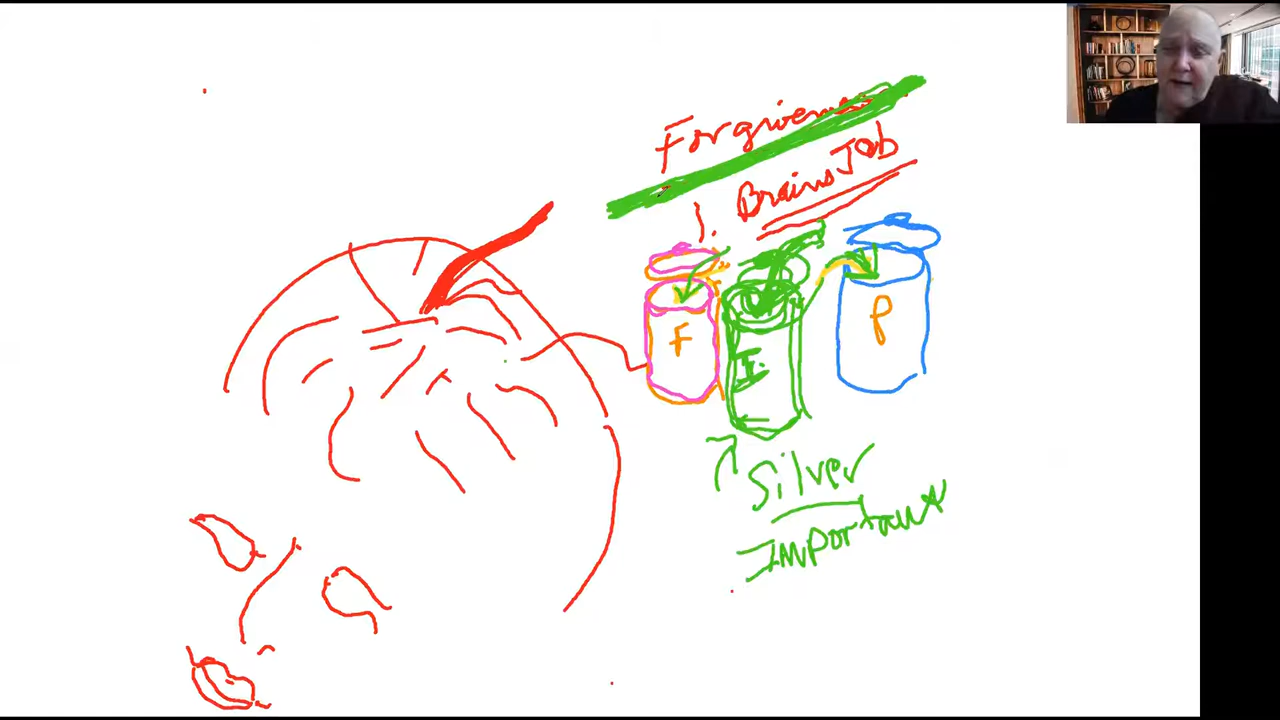 Forgiveness
1. Brains Job
F
I.
P
Silver
Important